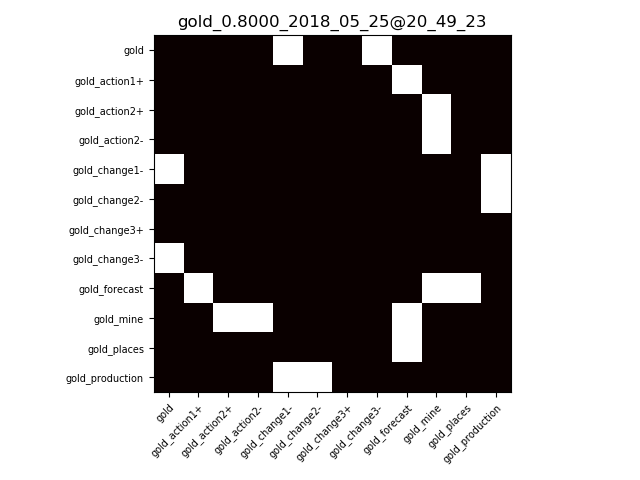 gold_0.8000_2018_05_25@20_49_23
gold
gold_action1+
gold_action2+
gold_action2-
gold_change1-
gold_change2-
gold_change3+
gold_change3-
gold_forecast
gold_mine
gold_places
gold_production
gold
gold_action1+
gold_action2+
gold_action2-
gold_change1-
gold_change2-
gold_change3+
gold_change3-
gold_forecast
gold_mine
gold_places
gold_production